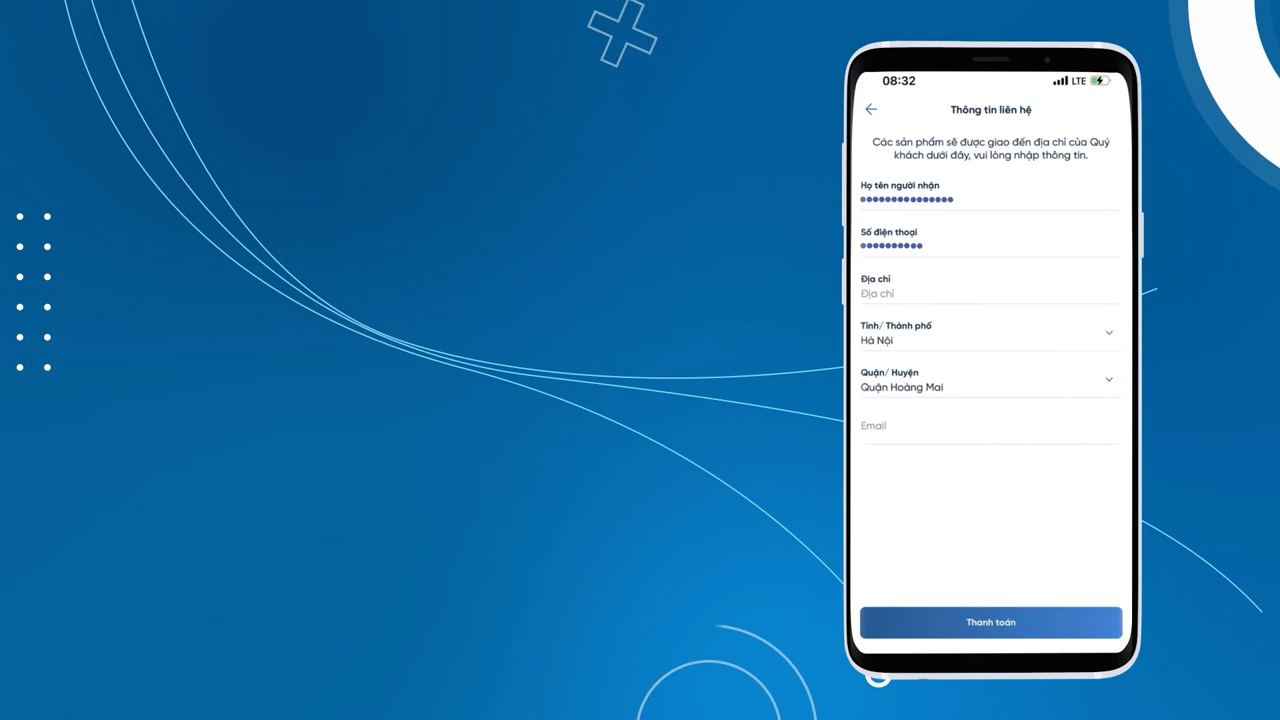 08:32
LTE
Thông tin liên hệ
Các sản phẩm sẽ được giao đến địa chỉ của Quý
khách dưới đây, vui lòng nhập thông tin.
Họ tên người nhận
Số điện thoại
Địa chỉ
Địa chỉ
Tỉnh/ Thành phố
Hà Nội
Quận/ Huyện
Quận Hoàng Mai
Email
Thanh toán